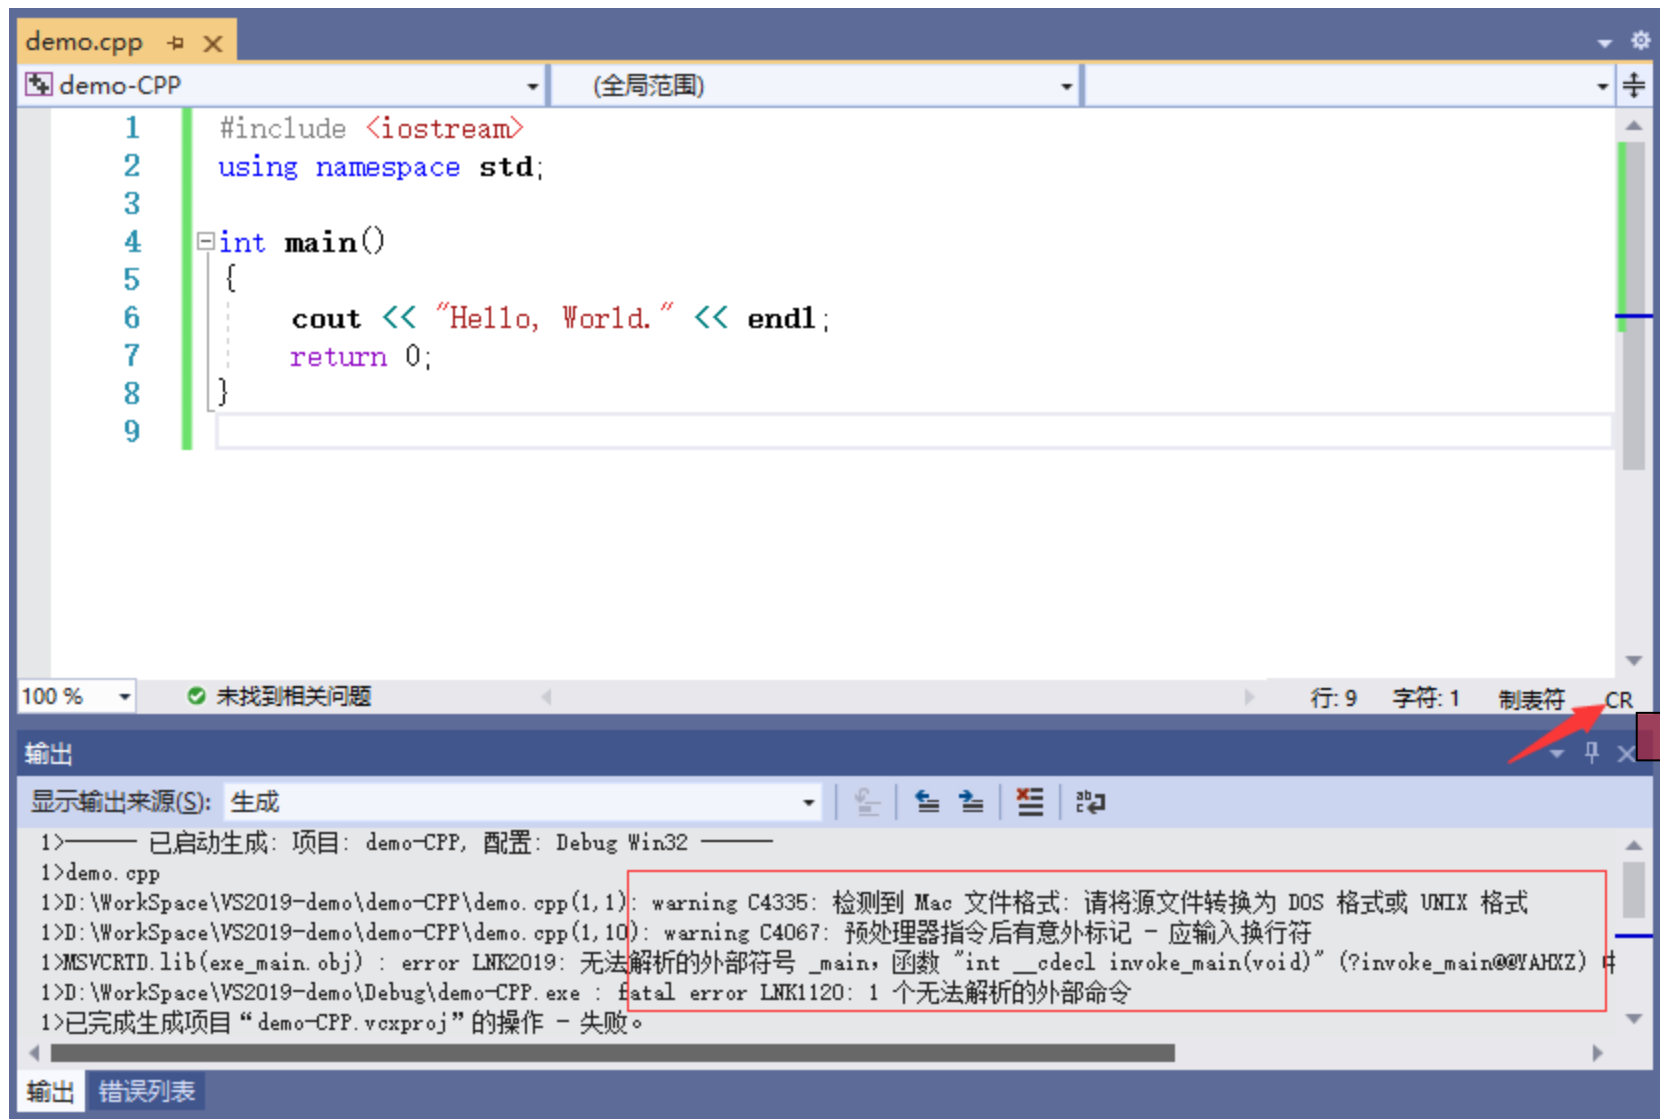 demo.cpp
demo-CPP (全局范围)
1 #include <iostream>
2 using namespace std;
3
4 int main()
5 {
6 cout << "Hello, World." << endl;
7 return 0;
8 }
9
100 % 未找到相关问题 行: 9 字符: 1 制表符 CR
输出
显示输出来源(S): 生成
1>------ 已启动生成: 项目: demo-CPP, 配置: Debug Win32 ------
1>demo.cpp
1>D:\WorkSpace\VS2019-demo\demo-CPP\demo.cpp(1,1): warning C4335: 检测到 Mac 文件格式: 请将源文件转换为 DOS 格式或 UNIX 格式
1>D:\WorkSpace\VS2019-demo\demo-CPP\demo.cpp(1,10): warning C4067: 预处理器指令后有意外标记 - 应输入换行符
1>MSVCRTD.lib(exe_main.obj) : error LNK2019: 无法解析的外部符号 _main，函数 "int __cdecl invoke_main(void)" (?invoke_main@@YAHXZ)
1>D:\WorkSpace\VS2019-demo\Debug\demo-CPP.exe : fatal error LNK1120: 1 个无法解析的外部命令
1>已完成生成项目“demo-CPP.vcxproj”的操作 - 失败。
输出 错误列表